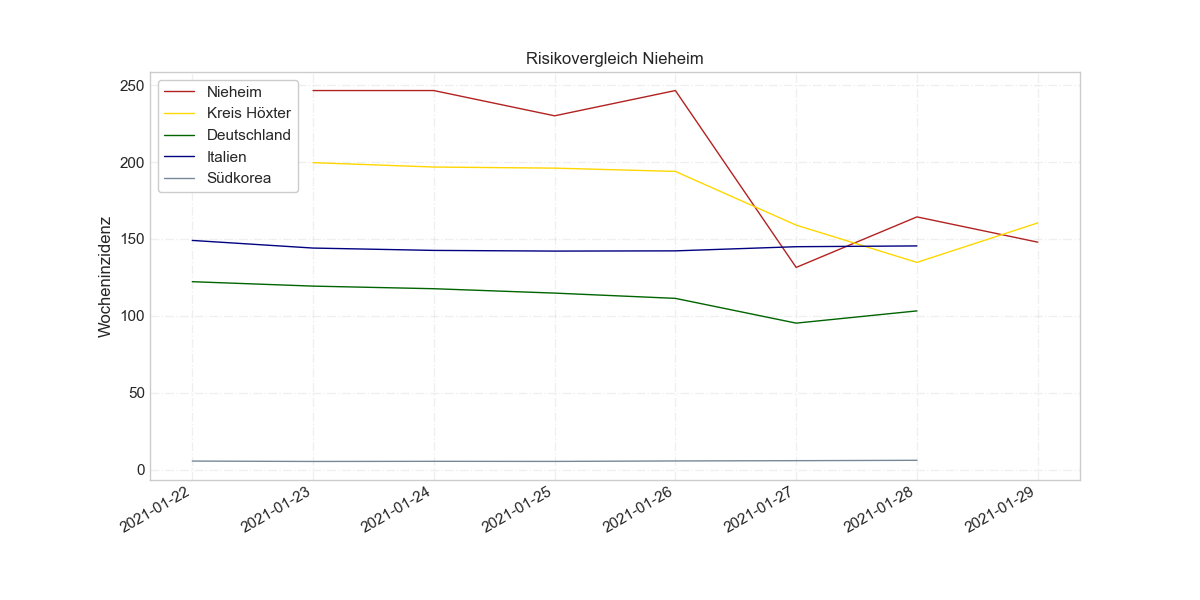 Risikovergleich Nieheim
Wocheninzidenz
250
200
150
100
50
0
Nieheim
Kreis Höxter
Deutschland
Italien
Südkorea
2021-01-22
2021-01-23
2021-01-24
2021-01-25
2021-01-26
2021-01-27
2021-01-28
2021-01-29